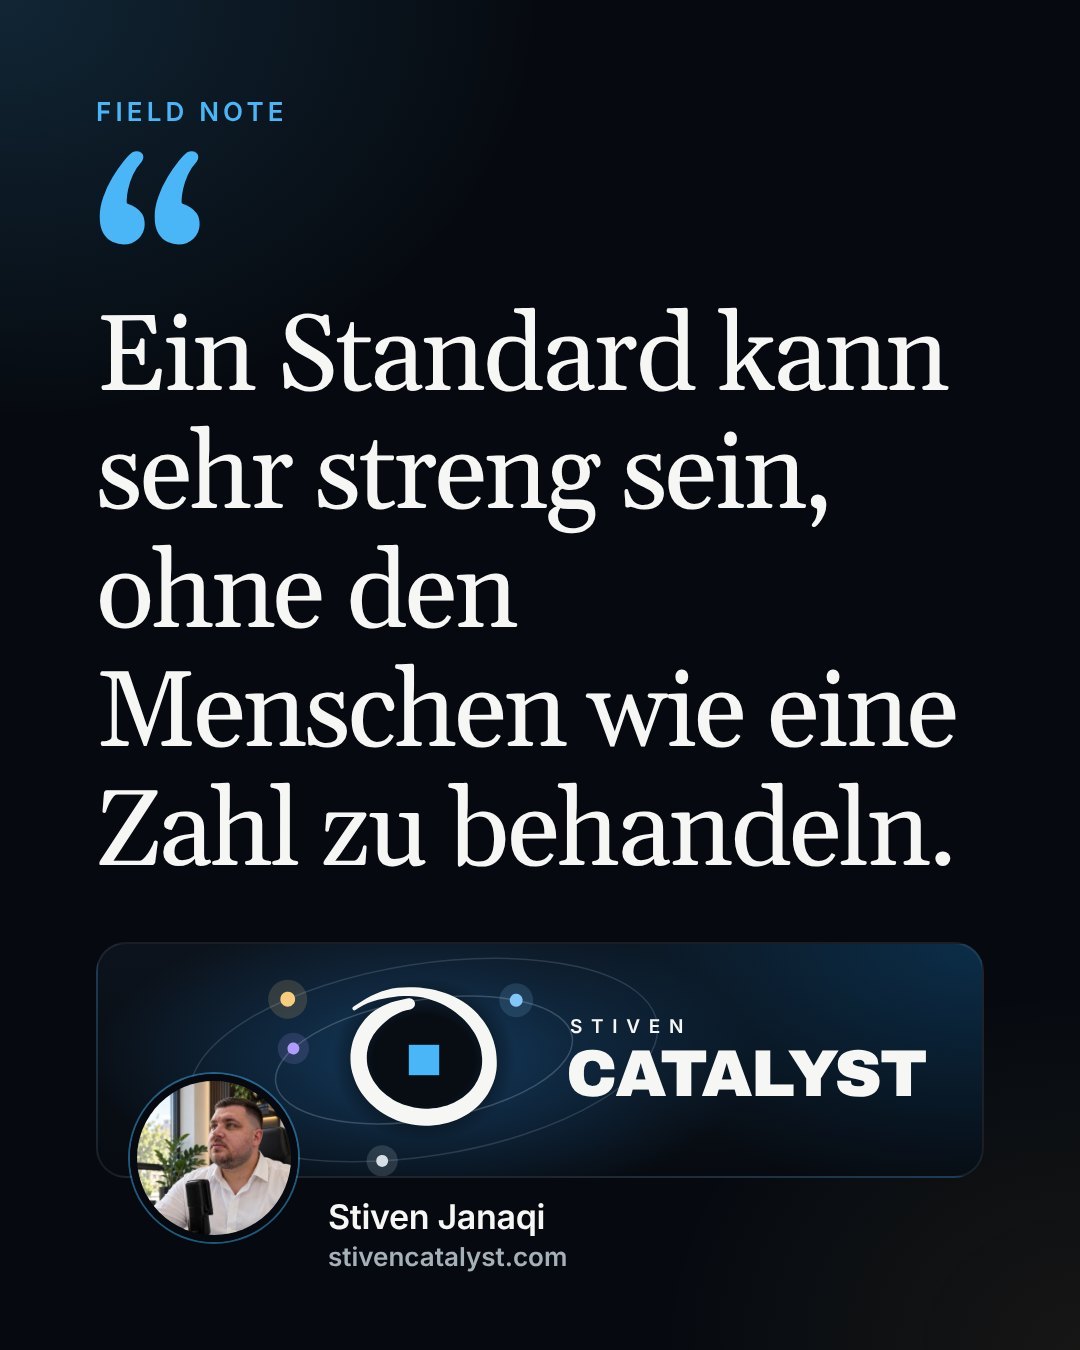 FIELD NOTE
“
Ein Standard kann
sehr streng sein,
ohne den
Menschen wie eine
Zahl zu behandeln.
STIVEN
CATALYST
Stiven Janaqi
stivencatalyst.com